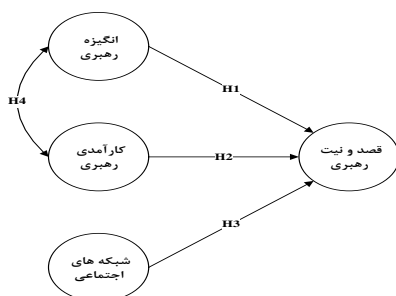 انگیزه
رهبری
H1
H4
کارآمدی
رهبری
H2
قصد و نیت
رهبری
H3
شبکه های
اجتماعی